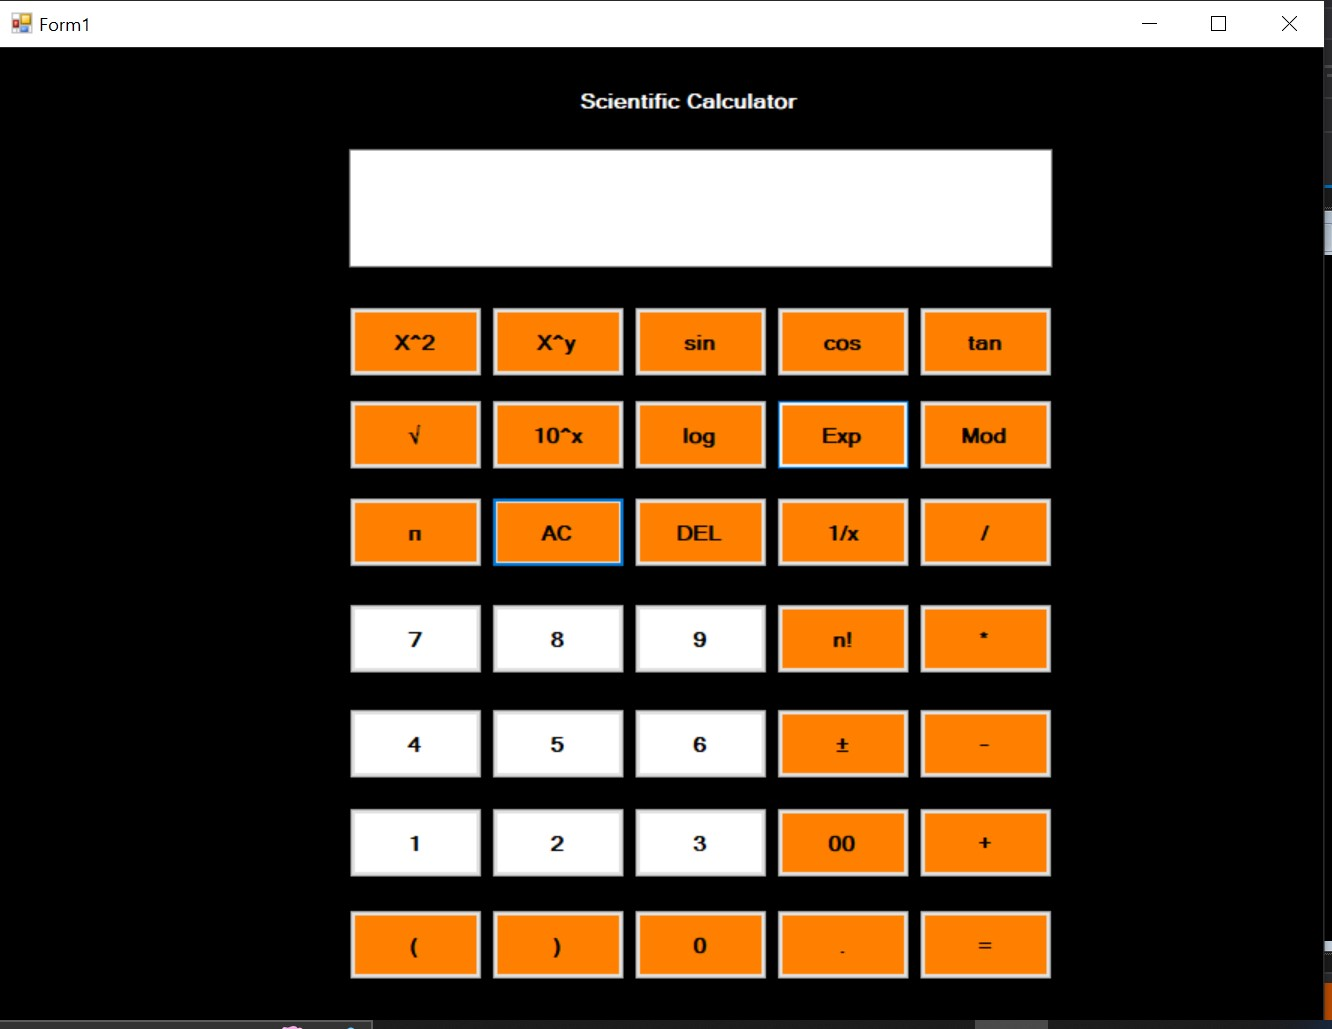 Form1
Scientific Calculator
X^2 X^y sin cos tan
√ 10^x log Exp Mod
п AC DEL 1/x /
7 8 9 n! *
4 5 6 ± -
1 2 3 00 +
( ) 0 . =